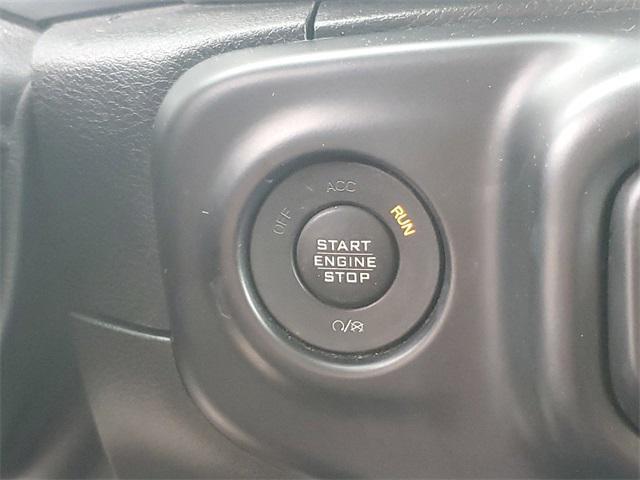 OFF
ACC
RUN
START
ENGINE
STOP